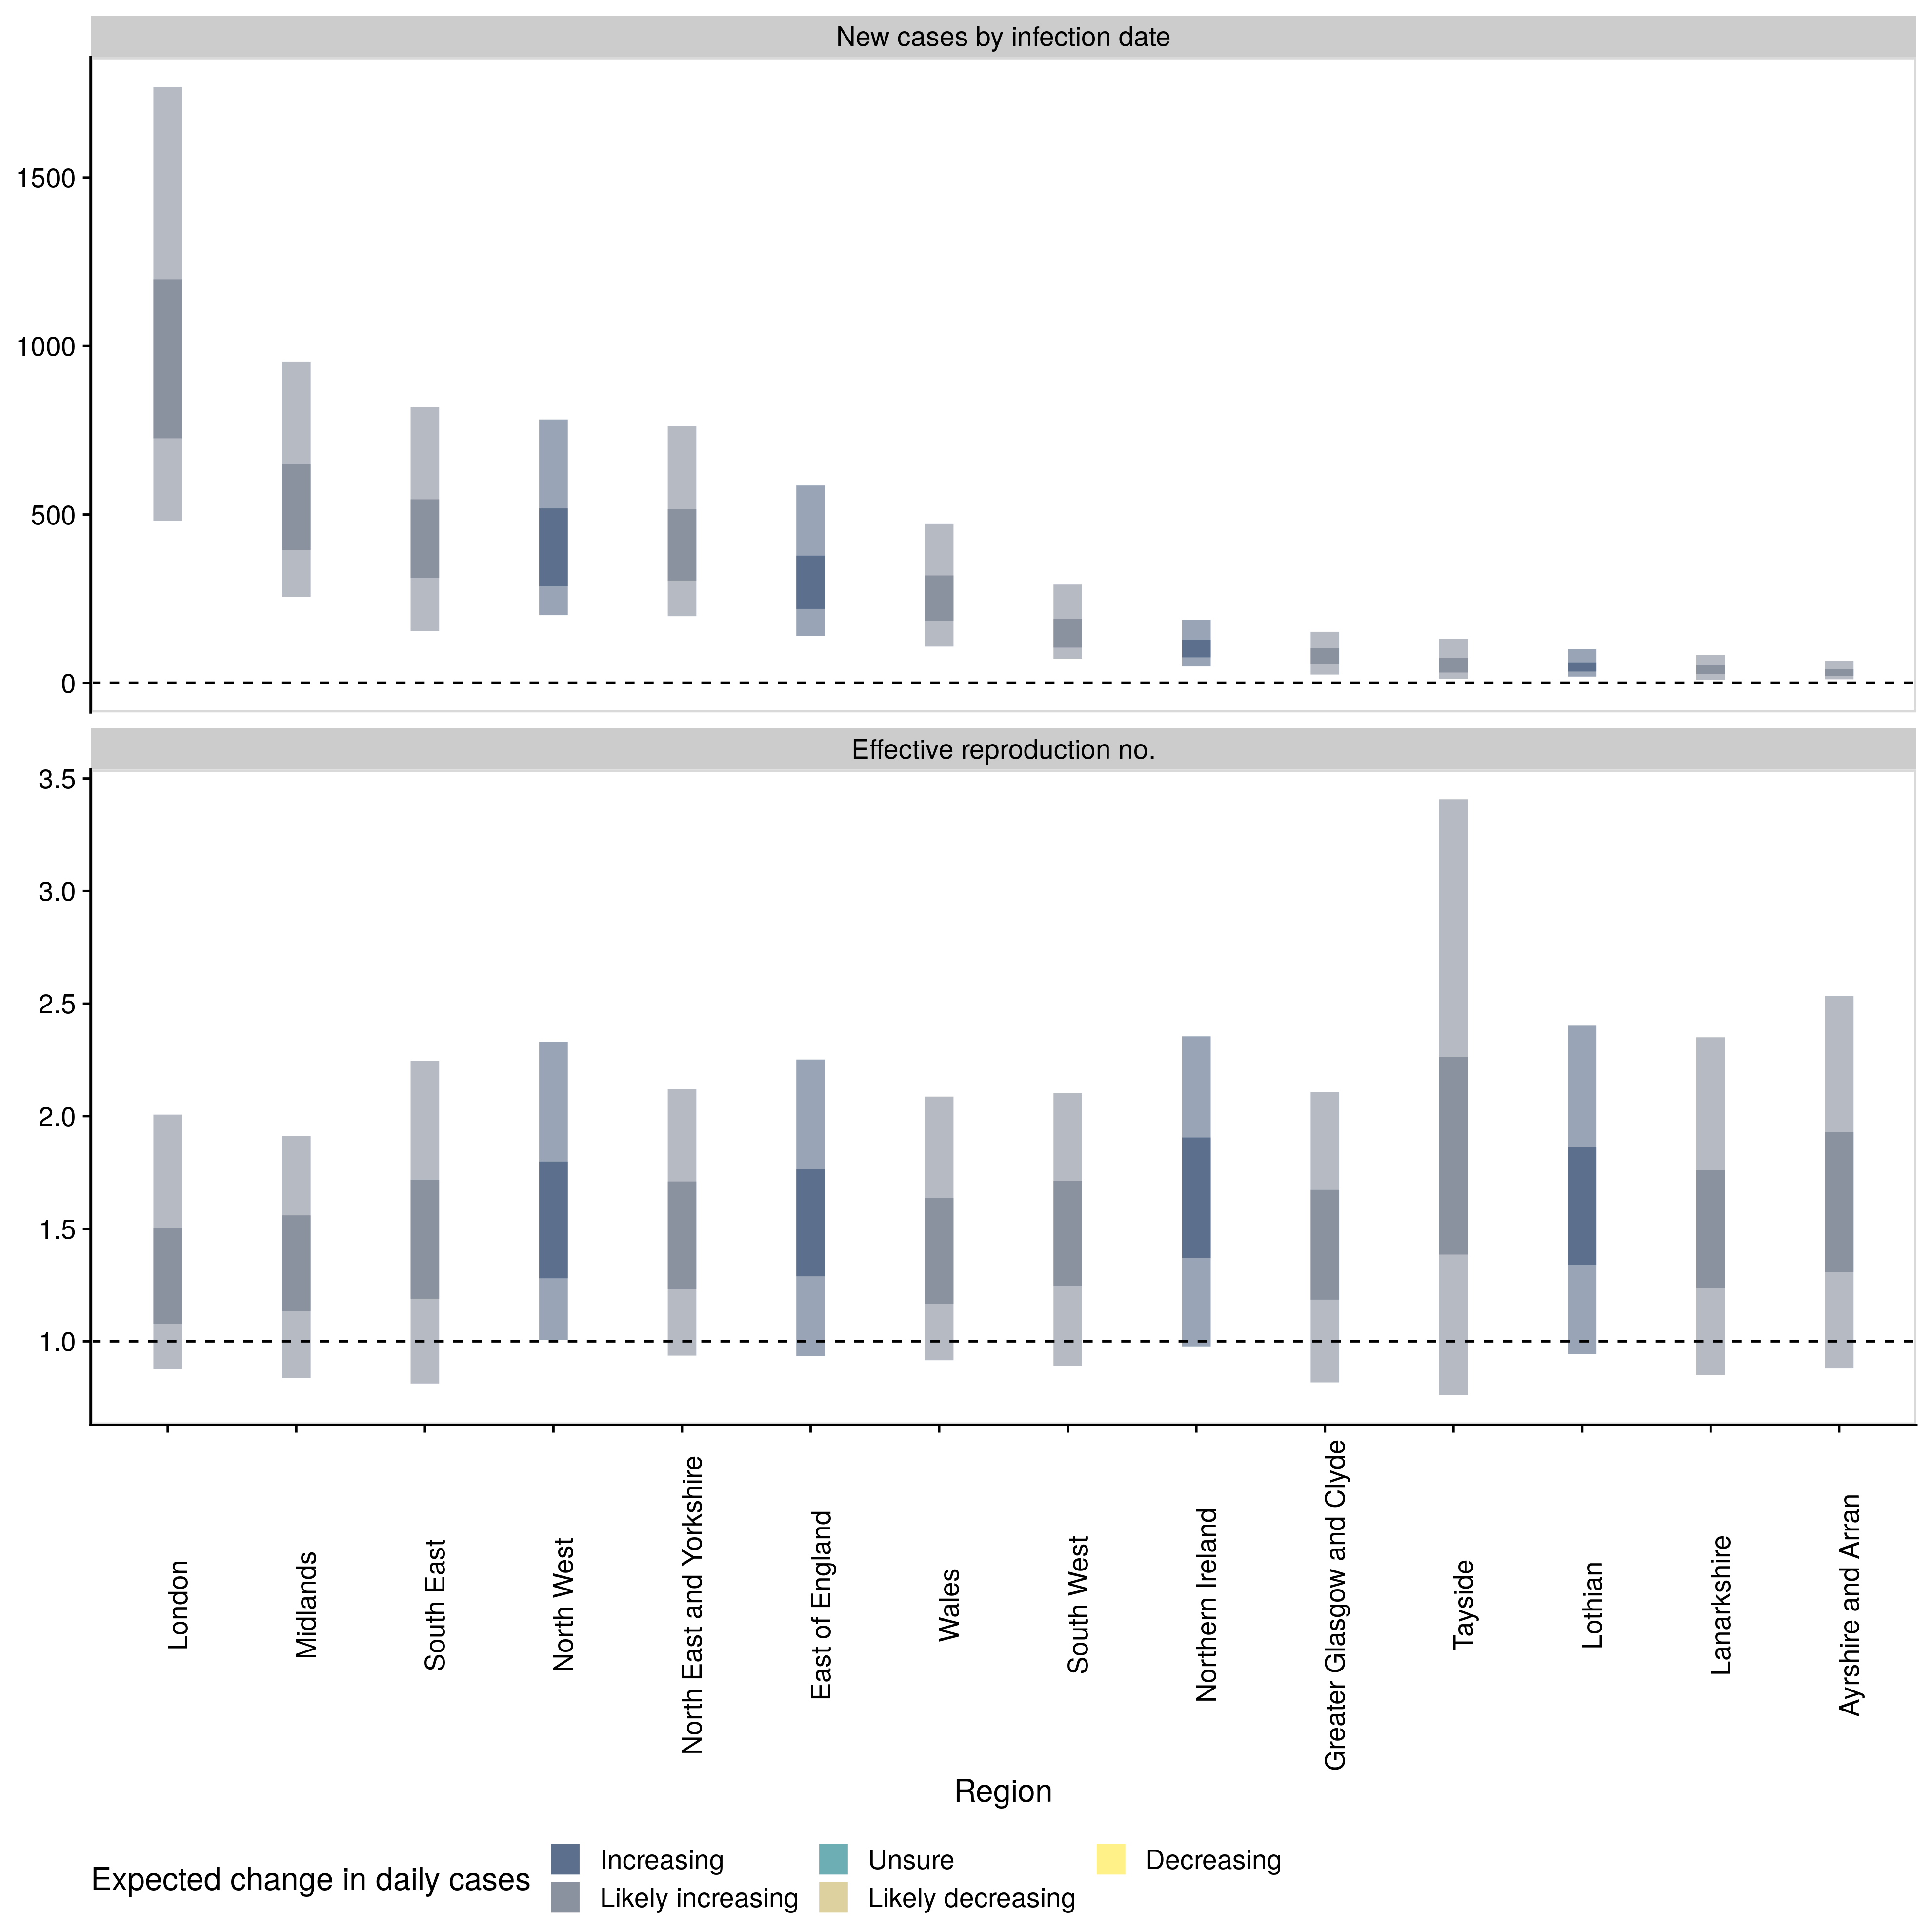 New cases by infection date
1500
1000
500
0
Effective reproduction no.
3.5
3.0
2.5
2.0
1.5
1.0
London
Midlands
South East
North West
North East and Yorkshire
East of England
Wales
South West
Northern Ireland
Greater Glasgow and Clyde
Tayside
Lothian
Lanarkshire
Ayrshire and Arran
Region
Expected change in daily cases
Increasing
Likely increasing
Unsure
Likely decreasing
Decreasing